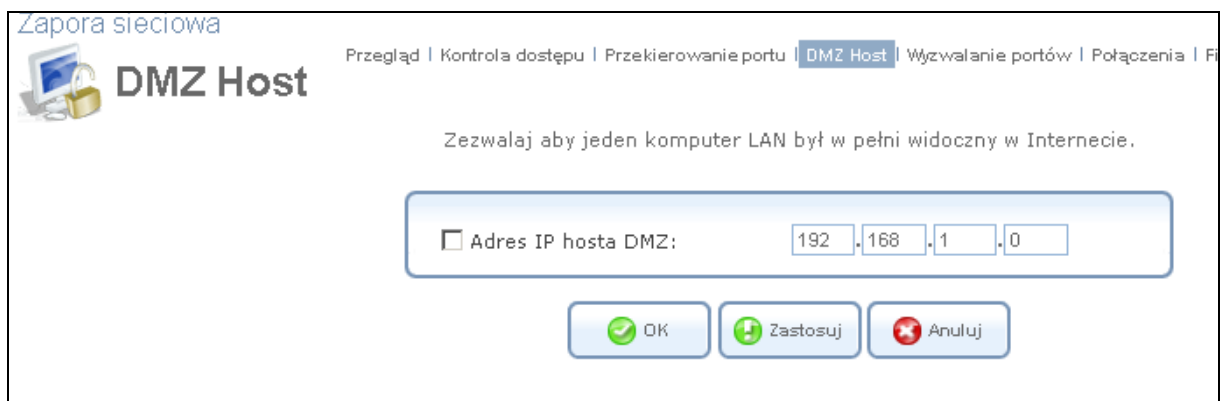 Zapora sieciowa
DMZ Host
Przegląd | Kontrola dostępu | Przekierowanie portu | DMZ Host | Wyzwalanie portów | Połączenia | Fi
Zezwalaj aby jeden komputer LAN był w pełni widoczny w Internecie.
Adres IP hosta DMZ: 192 . 168 . 1 . 0
OK Zastosuj Anuluj